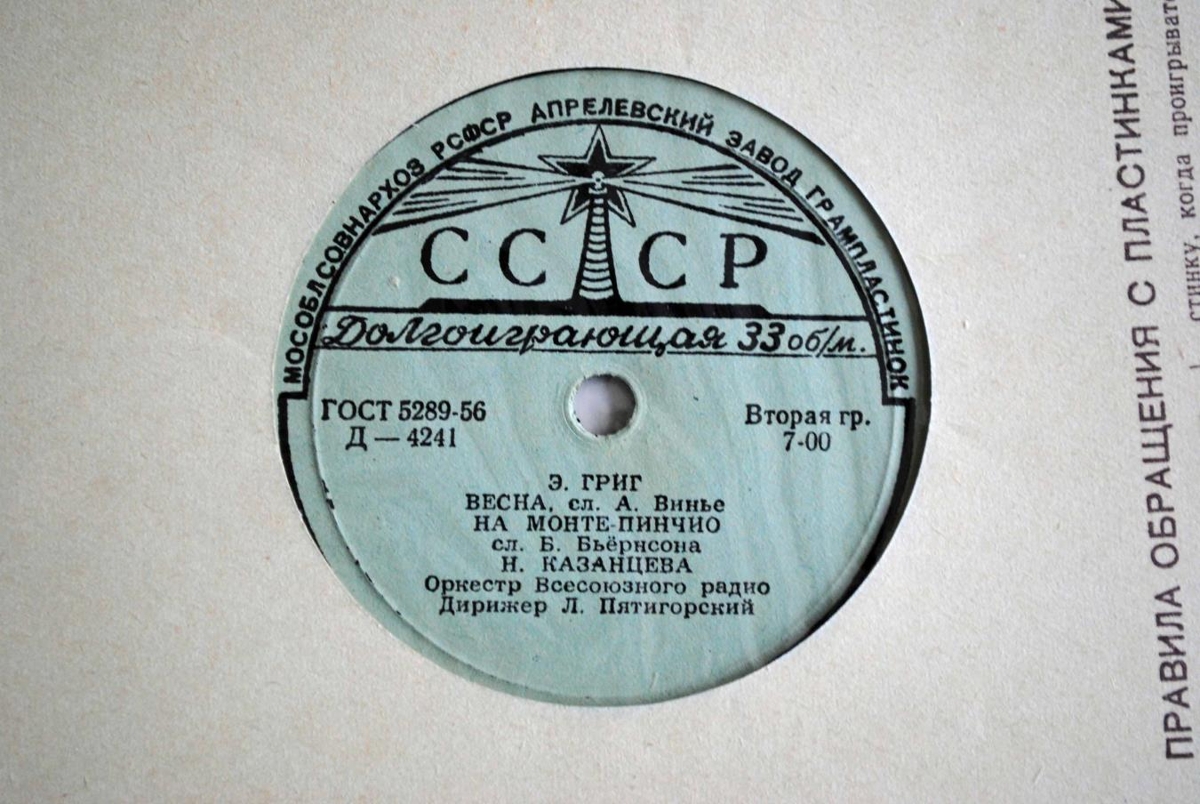 МОСОБЛСОВНАРХОЗ РСФСР АПРЕЛЕВСКИЙ ЗАВОД ГРАМПЛАСТИНОК
СССР
Долгоиграющая 33 об/м.
ГОСТ 5289-56
Д — 4241
Вторая гр.
7-00
Э. ГРИГ
ВЕСНА, сл. А. Винье
НА МОНТЕ-ПИНЧИО
сл. Б. Бьёрнсона
Н. КАЗАНЦЕВА
Оркестр Всесоюзного радио
Дирижер Л. Пятигорский
ПРАВИЛА ОБРАЩЕНИЯ С ПЛАСТИНКАМИ
когда